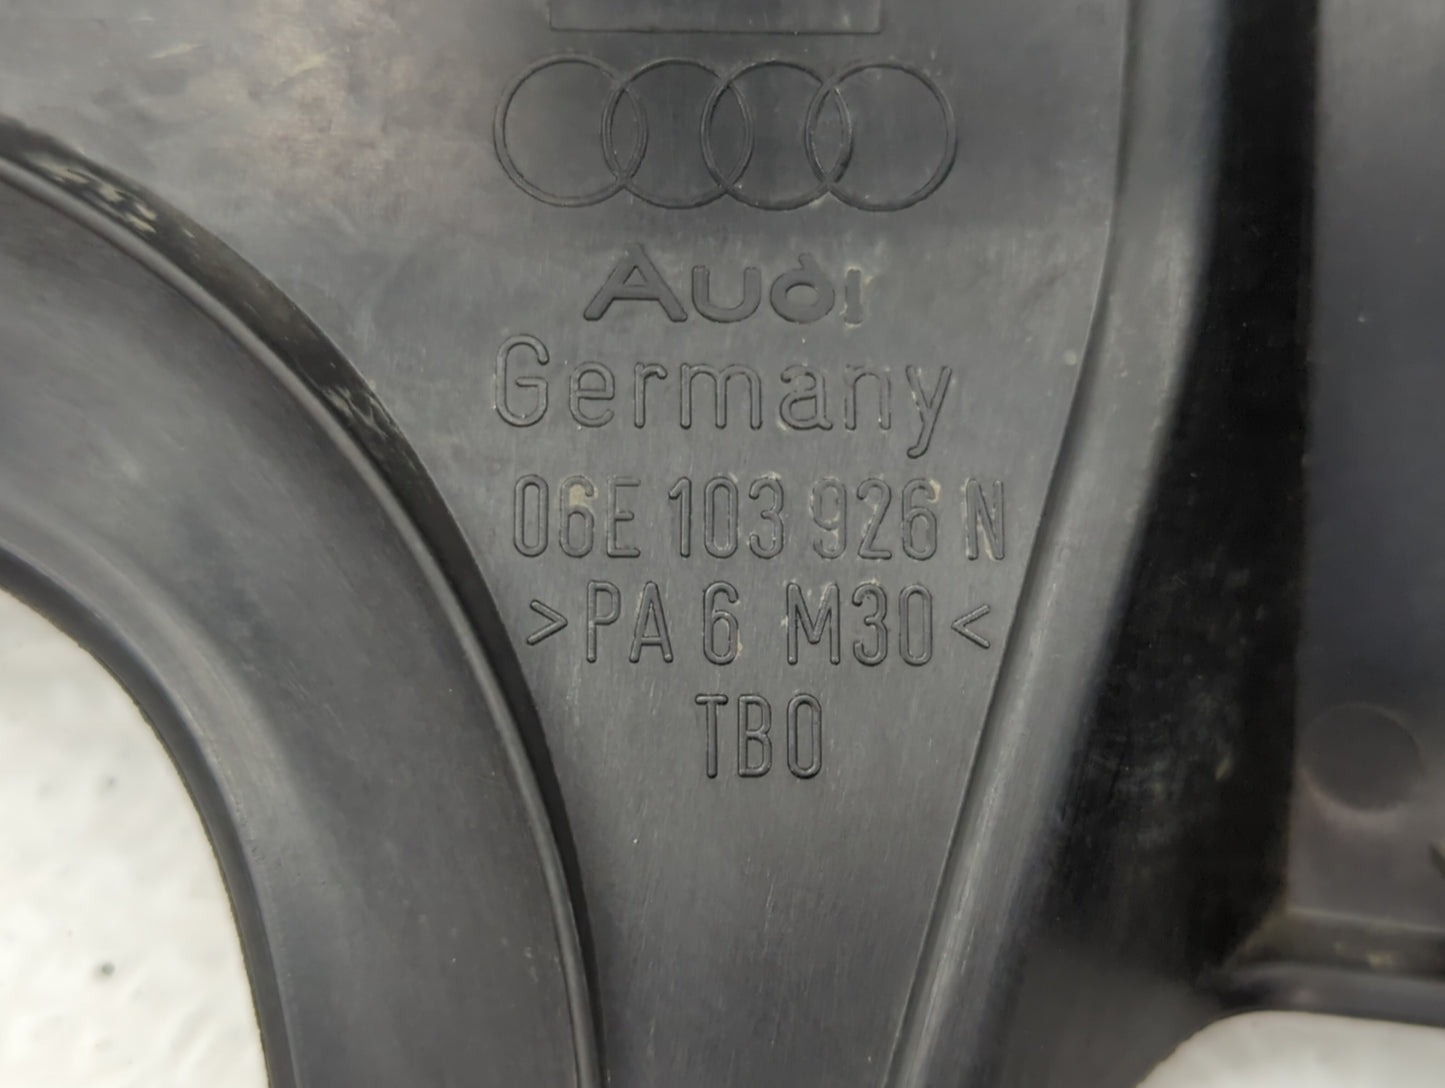 Audi
Germany
06E 103 926 N
>PA 6 M30<
TBO